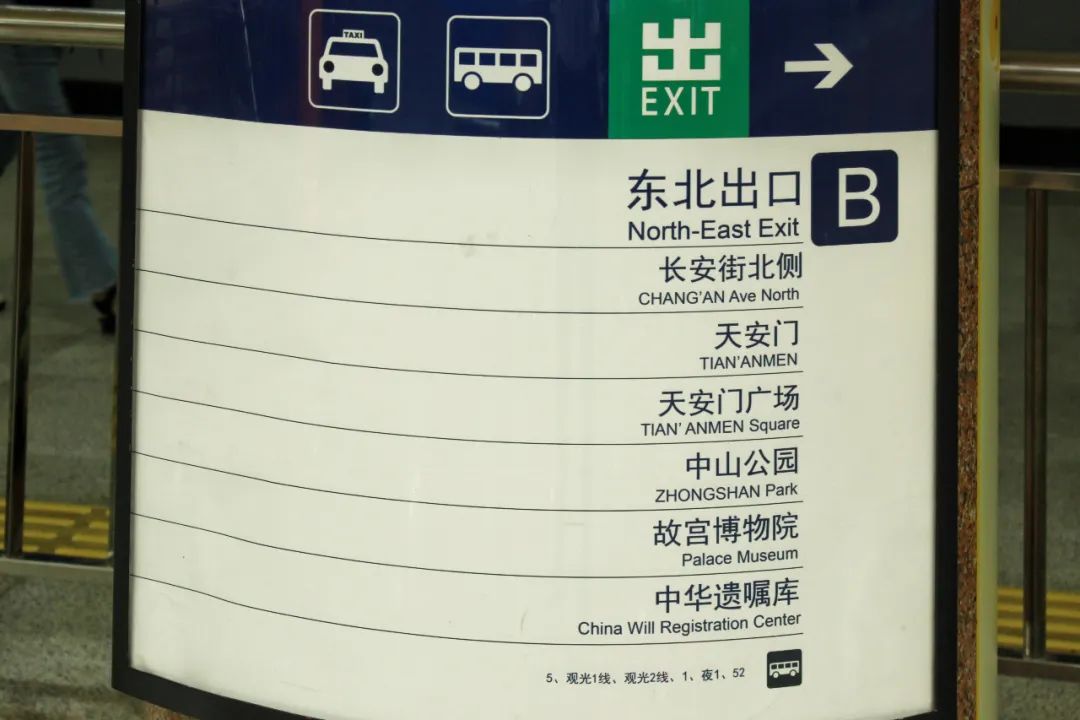 TAXI
出
EXIT
东北出口
B
North-East Exit
长安街北侧
CHANG'AN Ave North
天安门
TIAN'ANMEN
天安门广场
TIAN' ANMEN Square
中山公园
ZHONGSHAN Park
故宫博物院
Palace Museum
中华遗嘱库
China Will Registration Center
5、观光1线、观光2线、1、夜1、52